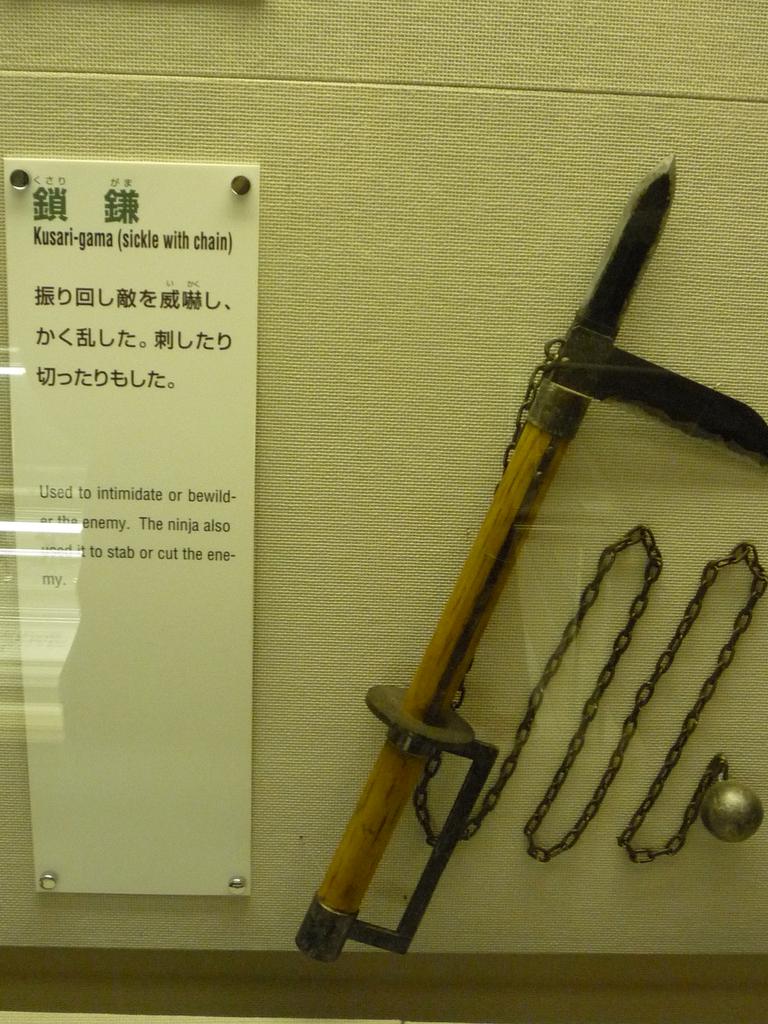 くさり がま
鎖 鎌
Kusari-gama (sickle with chain)
い かく
振り回し敵を威嚇し、
かく乱した。刺したり
切ったりもした。
Used to intimidate or bewild-
er the enemy. The ninja also
used it to stab or cut the ene-
my.